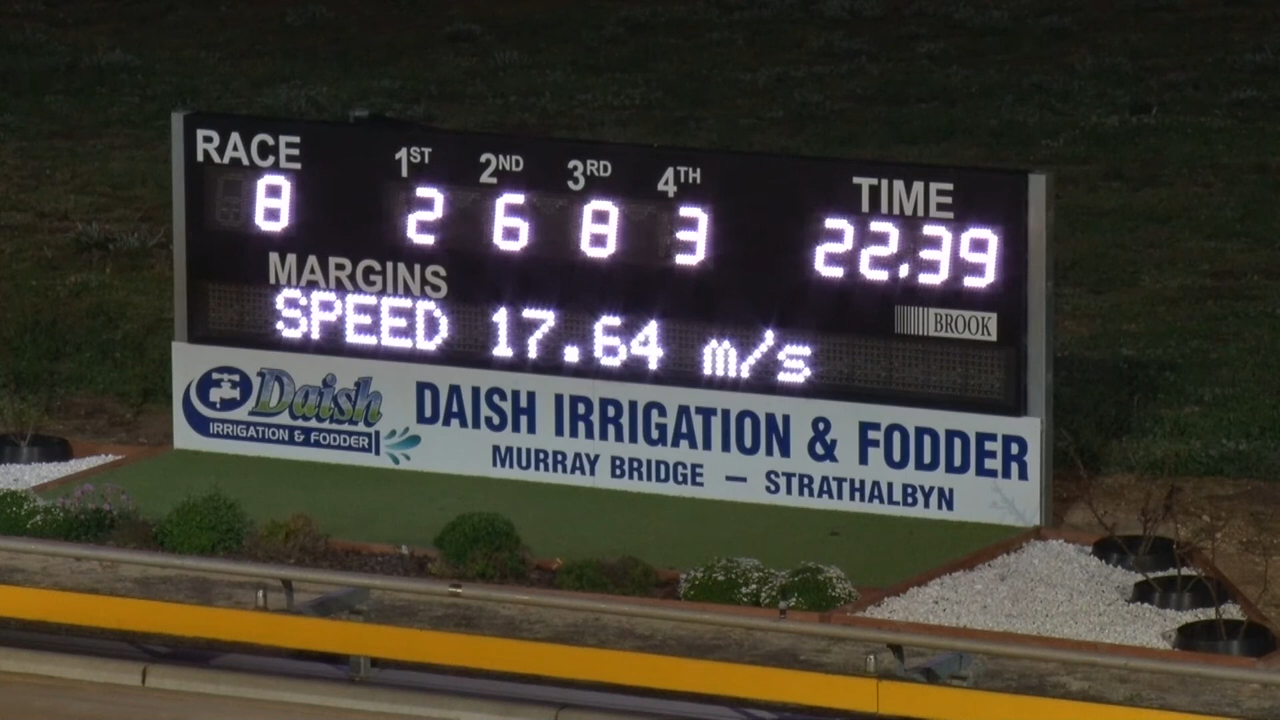 RACE 1ST 2ND 3RD 4TH TIME
8 2 6 8 3 22.39
MARGINS
SPEED 17.64 m/s
BROOK
Daish
IRRIGATION & FODDER
DAISH IRRIGATION & FODDER
MURRAY BRIDGE – STRATHALBYN